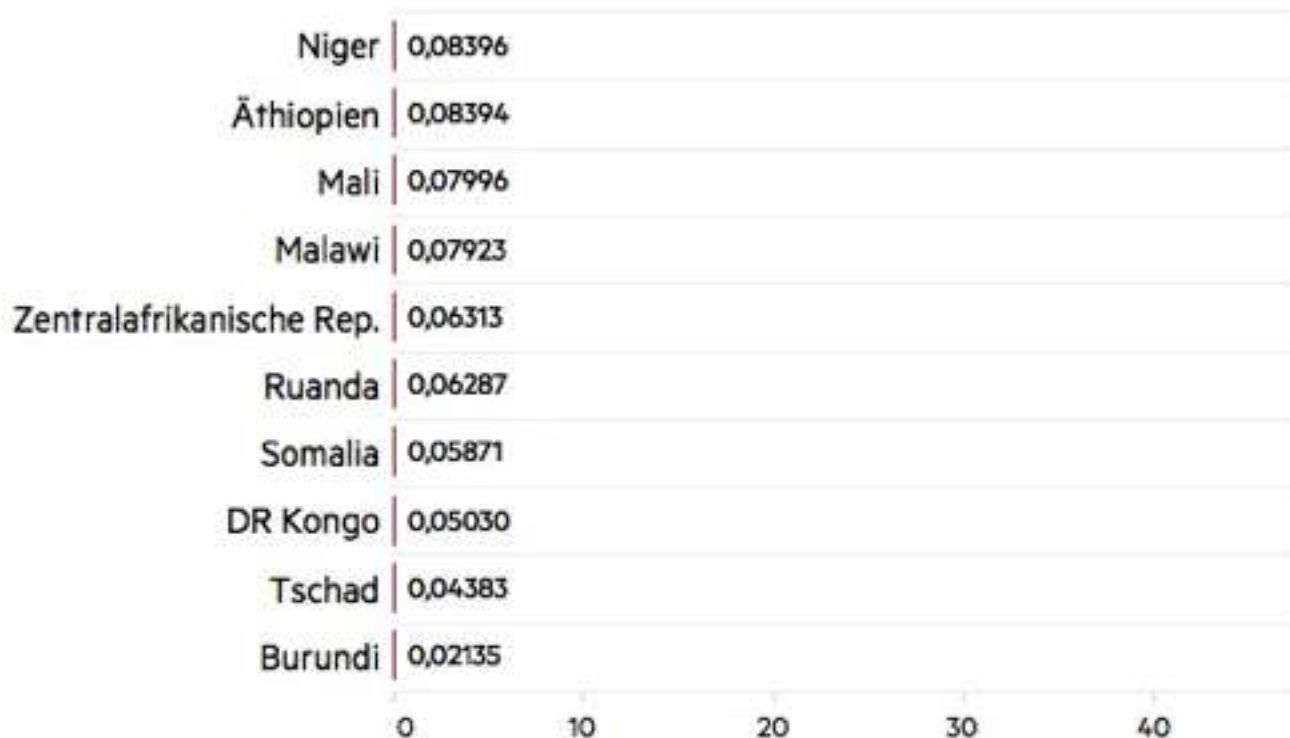 Niger 0,08396
Äthiopien 0,08394
Mali 0,07996
Malawi 0,07923
Zentralafrikanische Rep. 0,06313
Ruanda 0,06287
Somalia 0,05871
DR Kongo 0,05030
Tschad 0,04383
Burundi 0,02135
0 10 20 30 40